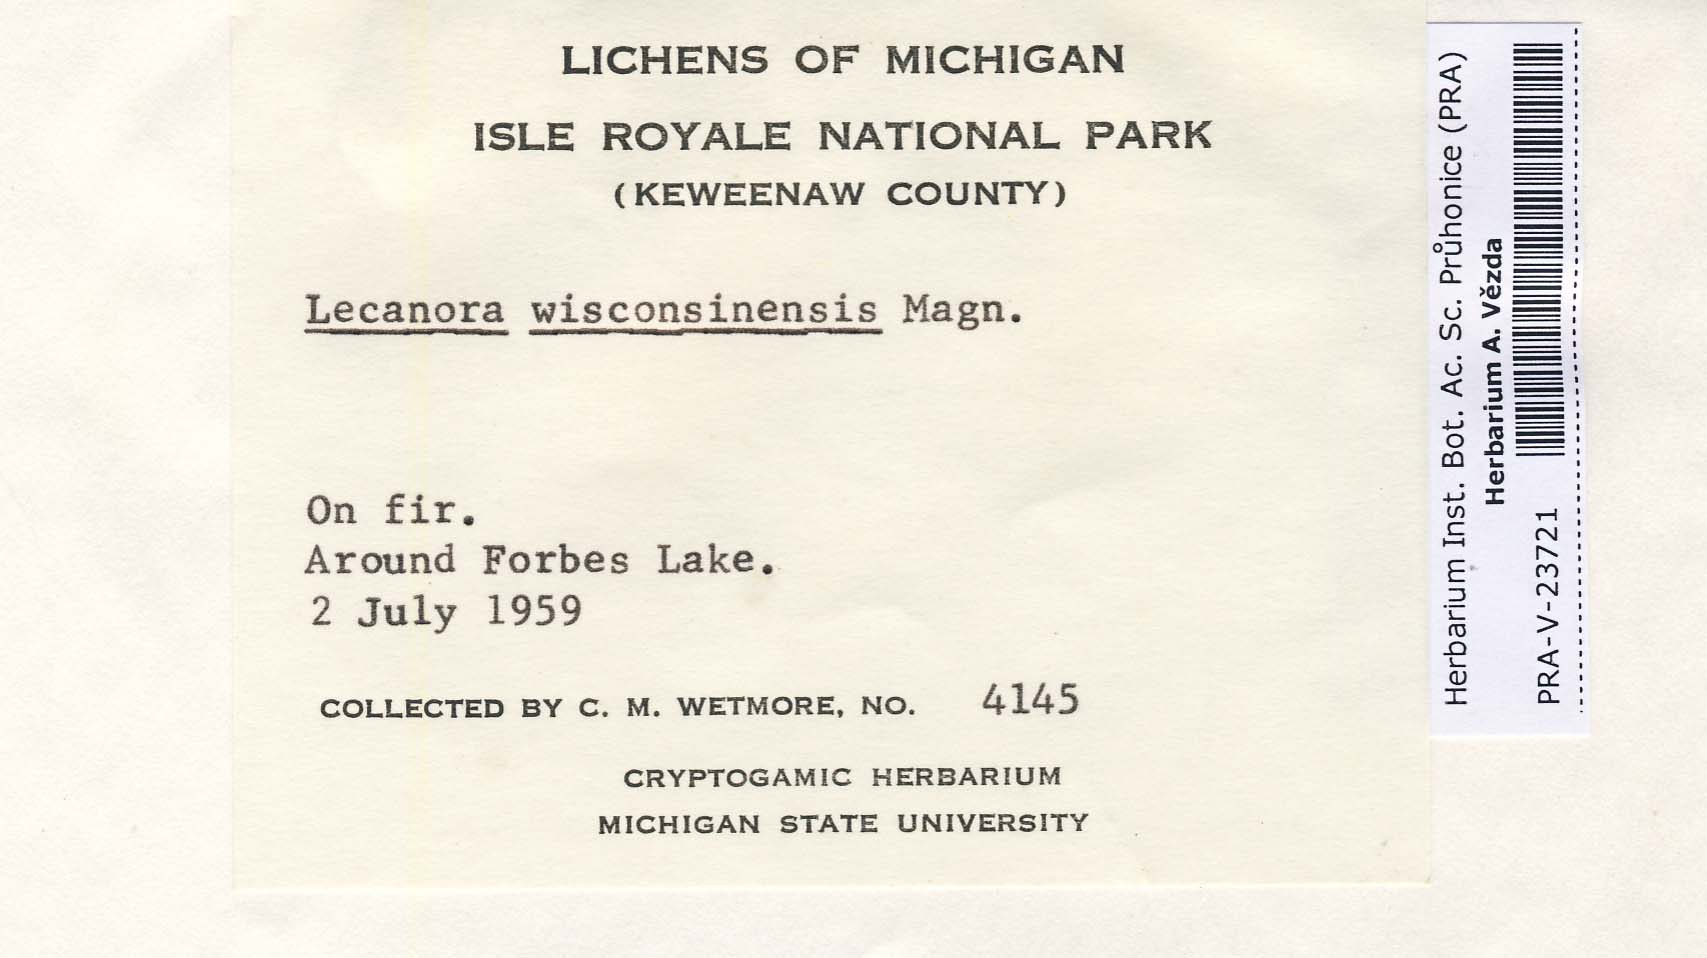 LICHENS OF MICHIGAN
ISLE ROYALE NATIONAL PARK
(KEWEENAW COUNTY)
Lecanora wisconsinensis Magn.
On fir.
Around Forbes Lake.
2 July 1959
COLLECTED BY C. M. WETMORE, NO. 4145
CRYPTOGAMIC HERBARIUM
MICHIGAN STATE UNIVERSITY
Herbarium Inst. Bot. Ac. Sc. Průhonice (PRA)
Herbarium A. Vězda
PRA-V-23721